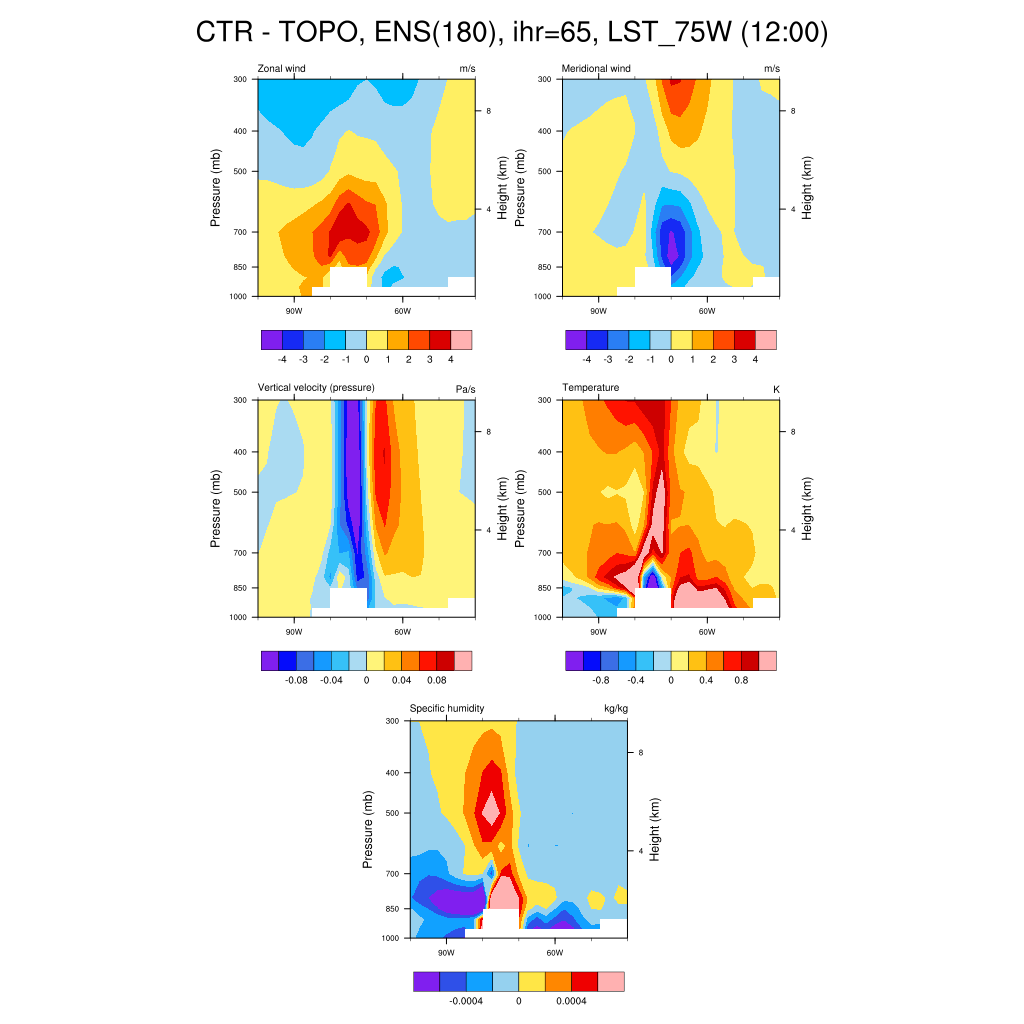 CTR - TOPO, ENS(180), ihr=65, LST_75W (12:00)
Zonal wind m/s
300
400
500
700
850
1000
Pressure (mb)
8
4
Height (km)
90W 60W
-4 -3 -2 -1 0 1 2 3 4
Meridional wind m/s
300
400
500
700
850
1000
Pressure (mb)
8
4
Height (km)
90W 60W
-4 -3 -2 -1 0 1 2 3 4
Vertical velocity (pressure) Pa/s
300
400
500
700
850
1000
Pressure (mb)
8
4
Height (km)
90W 60W
-0.08 -0.04 0 0.04 0.08
Temperature K
300
400
500
700
850
1000
Pressure (mb)
8
4
Height (km)
90W 60W
-0.8 -0.4 0 0.4 0.8
Specific humidity kg/kg
300
400
500
700
850
1000
Pressure (mb)
8
4
Height (km)
90W 60W
-0.0004 0 0.0004